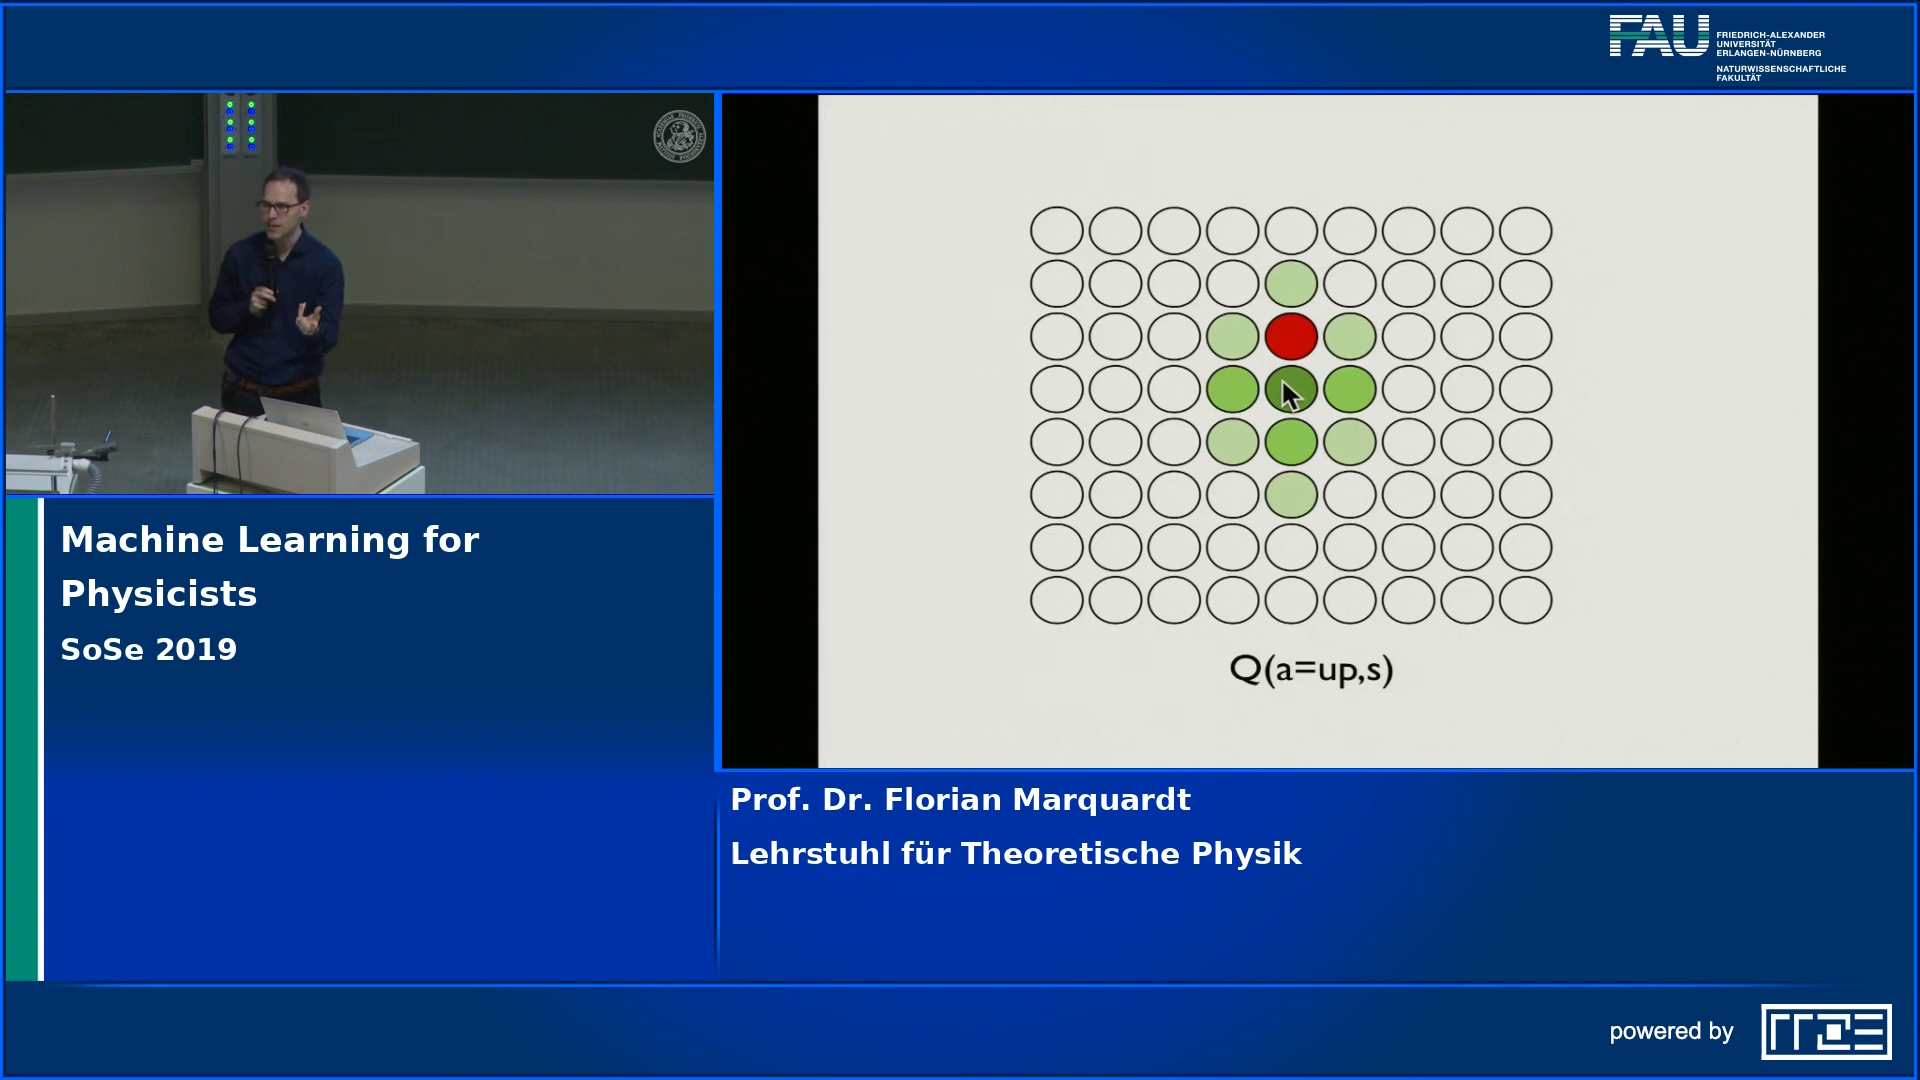 FAU
FRIEDRICH-ALEXANDER
UNIVERSITÄT
ERLANGEN-NÜRNBERG
NATURWISSENSCHAFTLICHE
FAKULTÄT
Q(a=up,s)
Machine Learning for
Physicists
SoSe 2019
Prof. Dr. Florian Marquardt
Lehrstuhl für Theoretische Physik
powered by
rrze